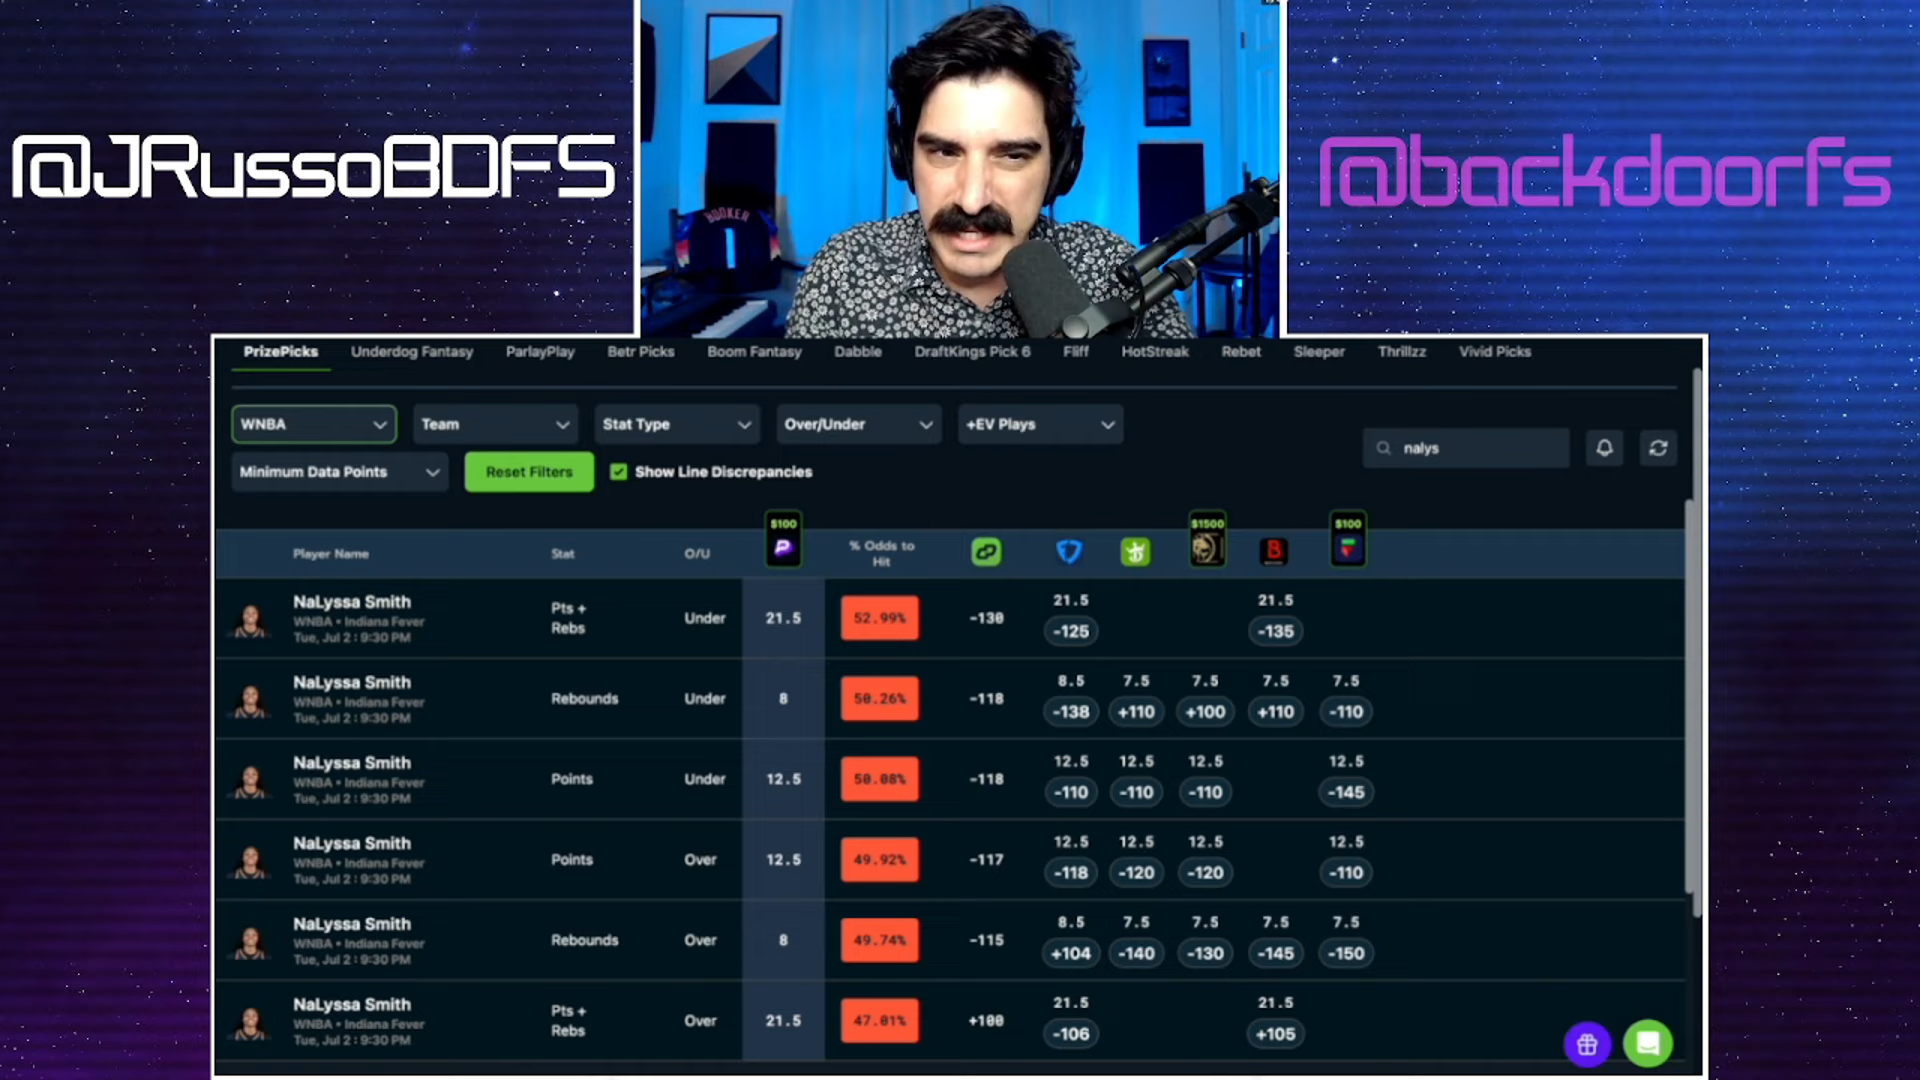 @JRussoBDFS
BOOKER
1
@backdoorfs
PrizePicks Underdog Fantasy ParlayPlay Betr Picks Boom Fantasy Dabble DraftKings Pick 6 Fliff HotStreak Rebet Sleeper Thrillzz Vivid Picks
WNBA Team Stat Type Over/Under +EV Plays
nalys
Minimum Data Points Reset Filters Show Line Discrepancies
$100 $1500 $100
Player Name Stat O/U % Odds to Hit B
NaLyssa Smith
WNBA • Indiana Fever
Tue, Jul 2 : 9:30 PM
Pts +
Rebs
Under 21.5 52.99% -130
21.5 21.5
-125 -135
NaLyssa Smith
WNBA • Indiana Fever
Tue, Jul 2 : 9:30 PM
Rebounds Under 8 50.26% -118
8.5 7.5 7.5 7.5 7.5
-138 +110 +100 +110 -110
NaLyssa Smith
WNBA • Indiana Fever
Tue, Jul 2 : 9:30 PM
Points Under 12.5 50.08% -118
12.5 12.5 12.5 12.5
-110 -110 -110 -145
NaLyssa Smith
WNBA • Indiana Fever
Tue, Jul 2 : 9:30 PM
Points Over 12.5 49.92% -117
12.5 12.5 12.5 12.5
-118 -120 -120 -110
NaLyssa Smith
WNBA • Indiana Fever
Tue, Jul 2 : 9:30 PM
Rebounds Over 8 49.74% -115
8.5 7.5 7.5 7.5 7.5
+104 -140 -130 -145 -150
NaLyssa Smith
WNBA • Indiana Fever
Tue, Jul 2 : 9:30 PM
Pts +
Rebs
Over 21.5 47.01% +100
21.5 21.5
-106 +105